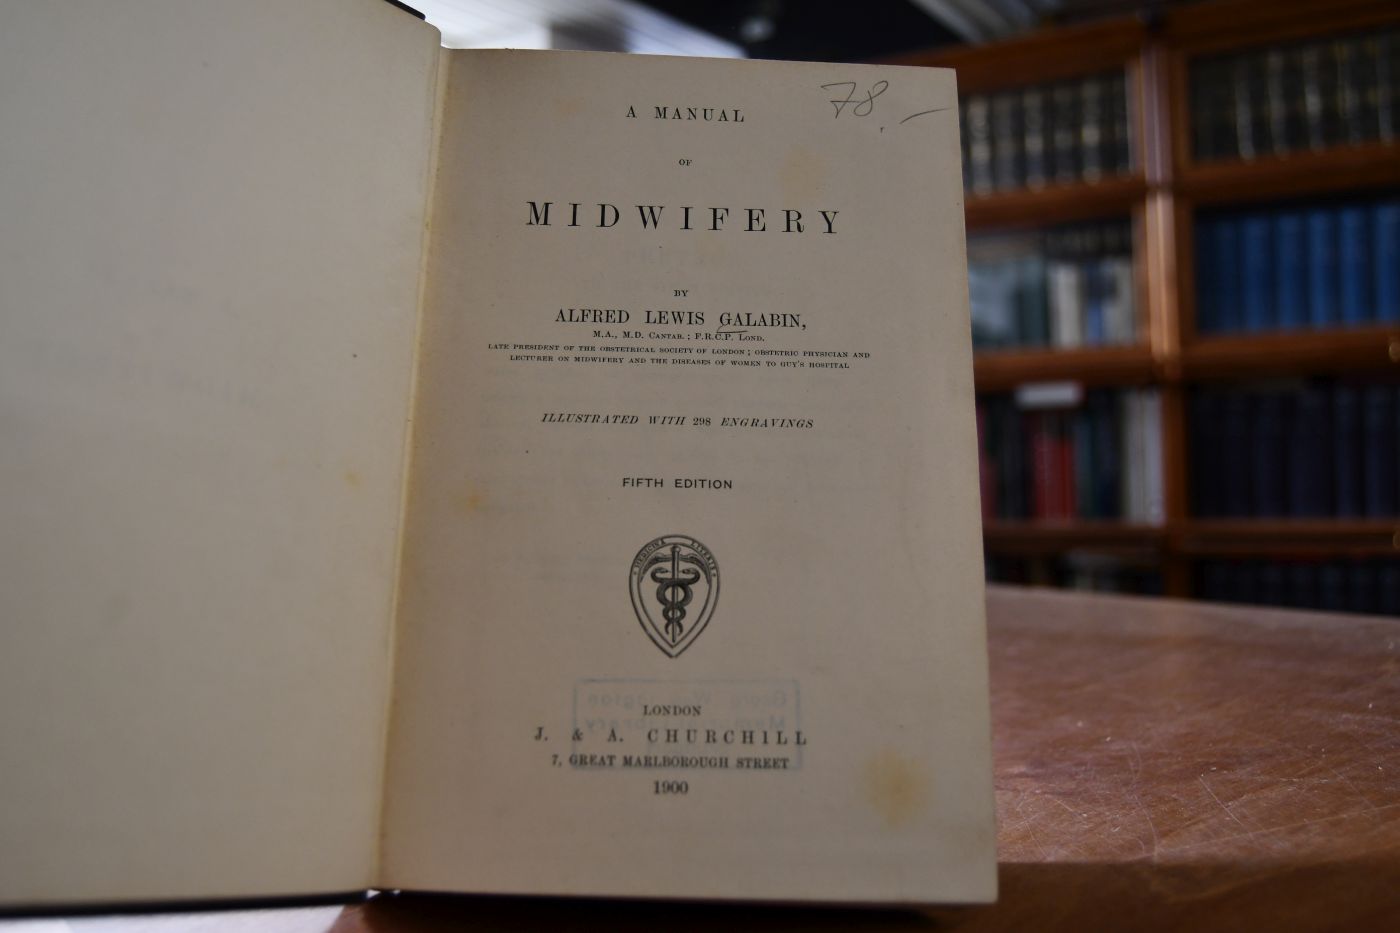 78.—
A MANUAL
OF
MIDWIFERY
BY
ALFRED LEWIS GALABIN,
M.A., M.D. CANTAB.; F.R.C.P. LOND.
LATE PRESIDENT OF THE OBSTETRICAL SOCIETY OF LONDON; OBSTETRIC PHYSICIAN AND
LECTURER ON MIDWIFERY AND THE DISEASES OF WOMEN TO GUY'S HOSPITAL
ILLUSTRATED WITH 298 ENGRAVINGS
FIFTH EDITION
MEDICINA LITERIS
LONDON
J. & A. CHURCHILL
7, GREAT MARLBOROUGH STREET
1900